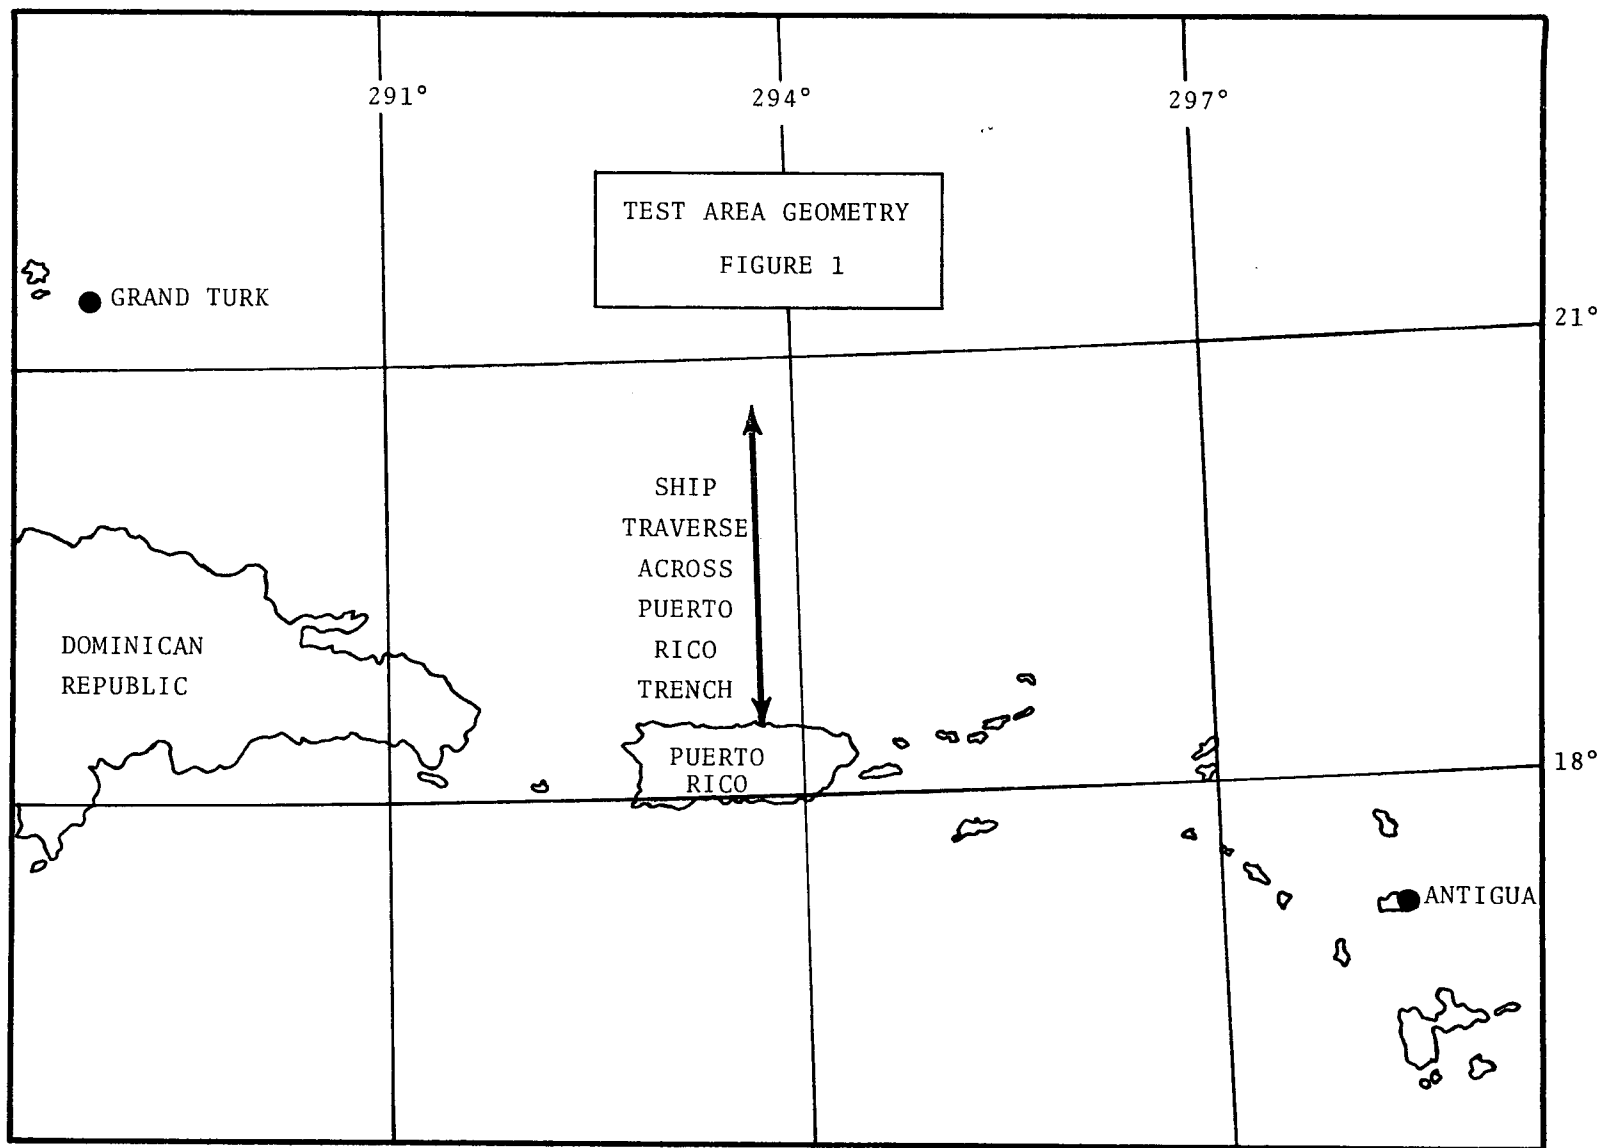 291°
294°
297°
TEST AREA GEOMETRY
FIGURE 1
GRAND TURK
21°
SHIP
TRAVERSE
ACROSS
PUERTO
RICO
TRENCH
DOMINICAN
REPUBLIC
PUERTO
RICO
18°
ANTIGUA